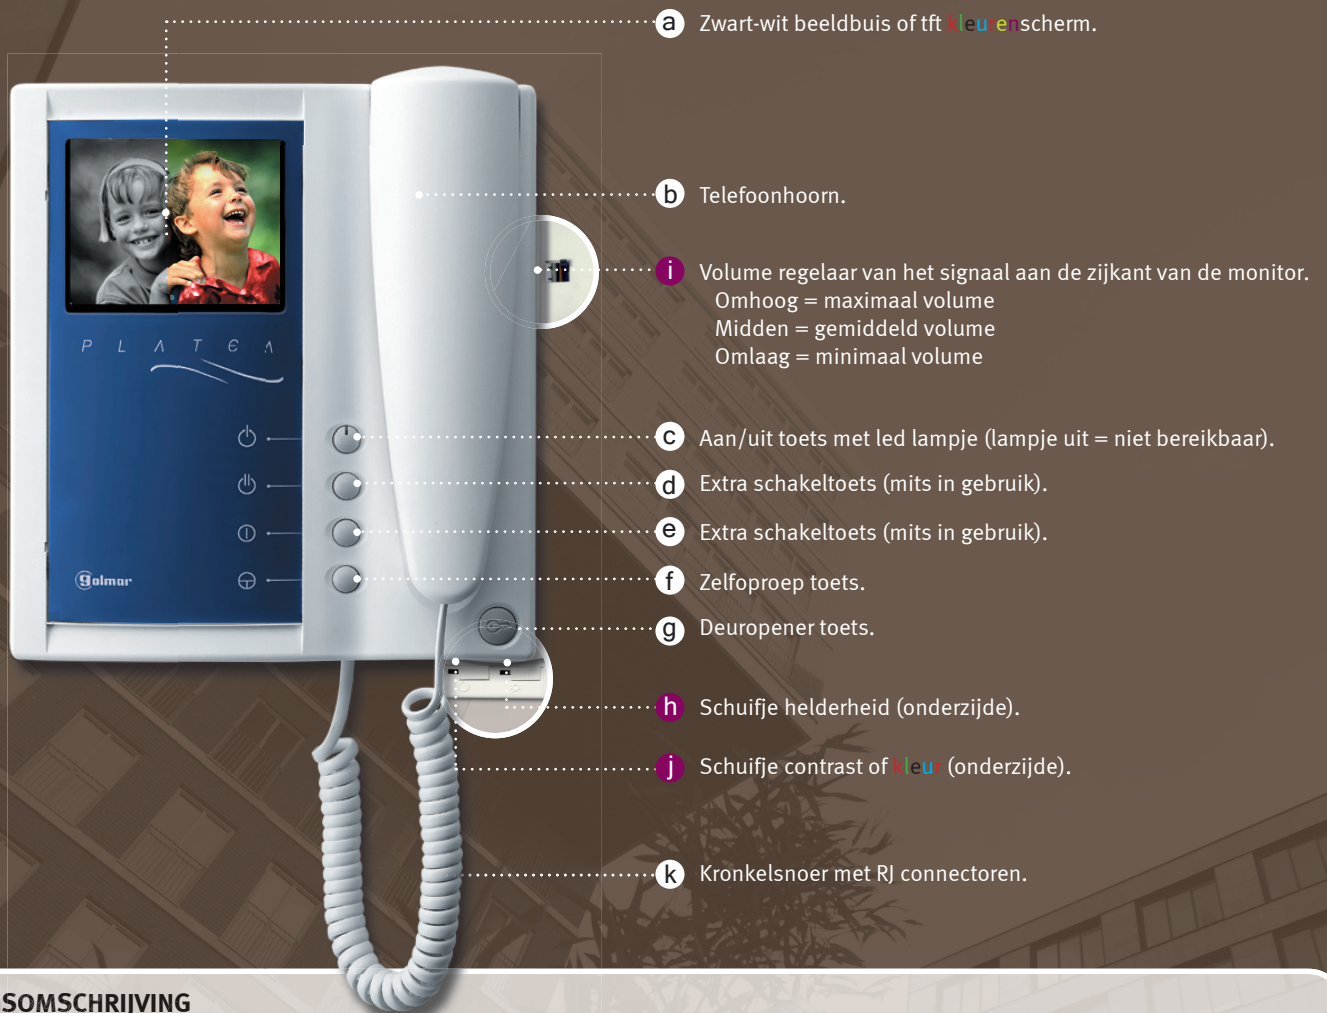 a Zwart-wit beeldbuis of tft kleurenscherm.
b Telefoonhoorn.
i Volume regelaar van het signaal aan de zijkant van de monitor.
Omhoog = maximaal volume
Midden = gemiddeld volume
Omlaag = minimaal volume
PLATEA
c Aan/uit toets met led lampje (lampje uit = niet bereikbaar).
d Extra schakeltoets (mits in gebruik).
e Extra schakeltoets (mits in gebruik).
golmar
f Zelfoproep toets.
g Deuropener toets.
h Schuifje helderheid (onderzijde).
j Schuifje contrast of kleur (onderzijde).
k Kronkelsnoer met RJ connectoren.
SOMSCHRIJVING